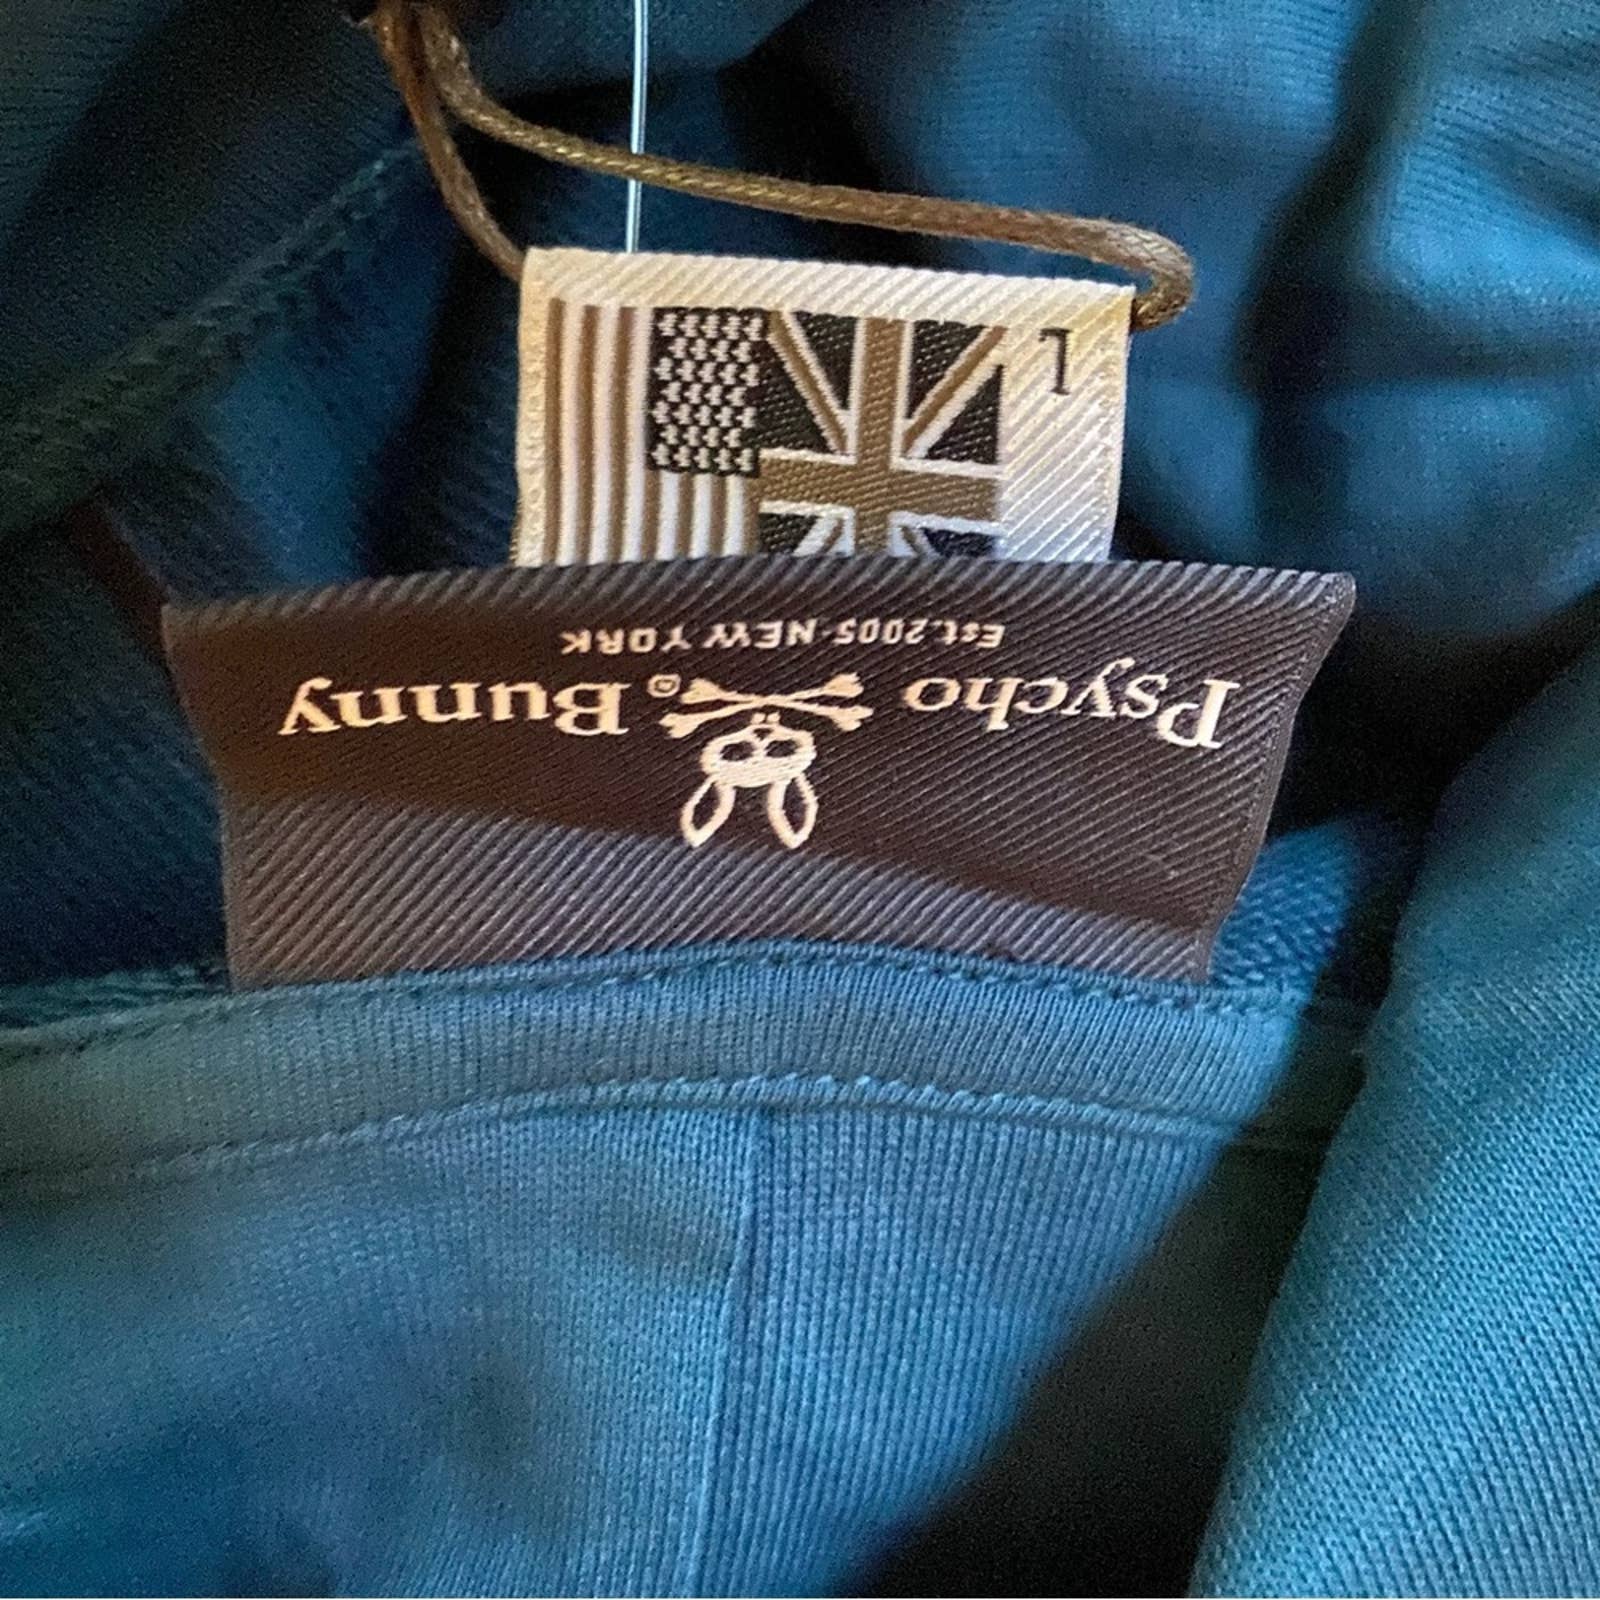 Psycho Bunny®
Est.2005·NEW YORK
L